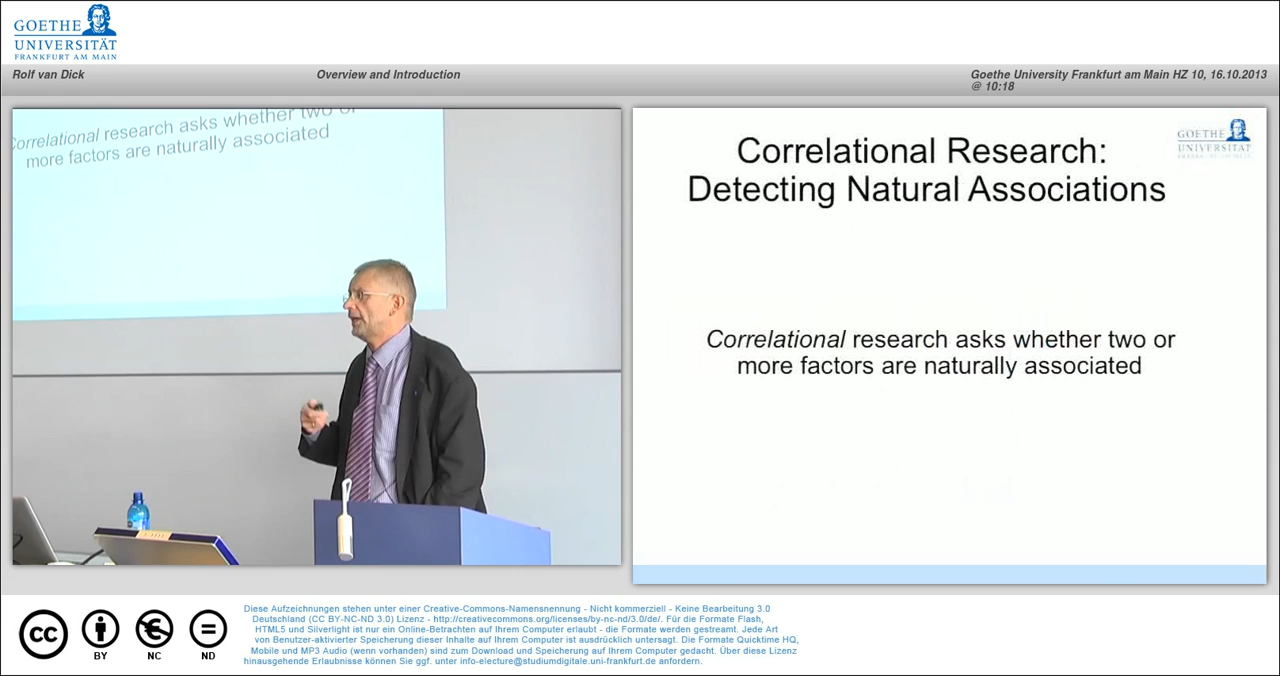 GOETHE
UNIVERSITÄT
FRANKFURT AM MAIN
Rolf van Dick
Overview and Introduction
Goethe University Frankfurt am Main HZ 10, 16.10.2013
@ 10:18
Correlational research asks whether two or
more factors are naturally associated
GOETHE
UNIVERSITÄT
FRANKFURT AM MAIN
Correlational Research:
Detecting Natural Associations
Correlational research asks whether two or
more factors are naturally associated
cc
BY
NC
ND
Diese Aufzeichnungen stehen unter einer Creative-Commons-Namensnennung - Nicht kommerziell - Keine Bearbeitung 3.0
Deutschland (CC BY-NC-ND 3.0) Lizenz - http://creativecommons.org/licenses/by-nc-nd/3.0/de/. Für die Formate Flash,
HTML5 und Silverlight ist nur ein Online-Betrachten auf Ihrem Computer erlaubt - die Formate werden gestreamt. Jede Art
von Benutzer-aktivierter Speicherung dieser Inhalte auf Ihrem Computer ist ausdrücklich untersagt. Die Formate Quicktime HQ,
Mobile und MP3 Audio (wenn vorhanden) sind zum Download und Speicherung auf Ihrem Computer gedacht. Über diese Lizenz
hinausgehende Erlaubnisse können Sie ggf. unter info-electure@studiumdigitale.uni-frankfurt.de anfordern.